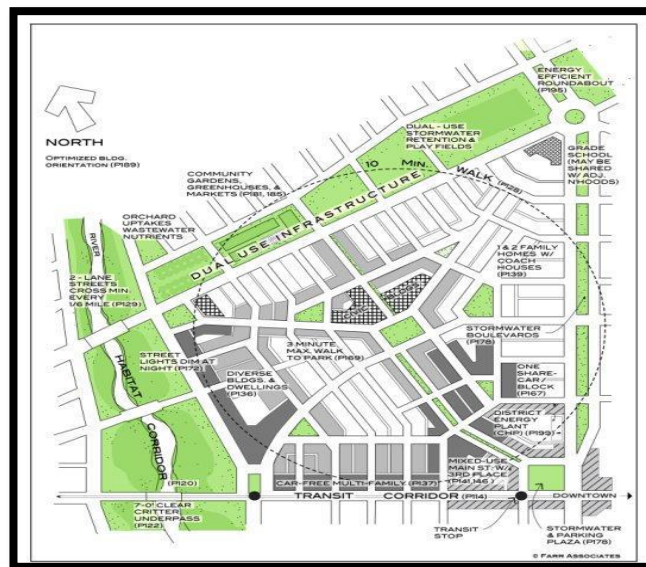 ENERGY
EFFICIENT
ROUNDABOUT
(P195)
DUAL - USE
STORMWATER
RETENTION &
PLAY FIELDS
NORTH
OPTIMIZED BLDG.
ORIENTATION (P189)
GRADE
SCHOOL
(MAY BE
SHARED
W/ ADJ.
NHOODS)
COMMUNITY
GARDENS,
GREENHOUSES, &
MARKETS (P181, 185)
10 MIN. WALK (P128)
DUAL USE INFRASTRUCTURE
ORCHARD
UPTAKES
WASTEWATER
NUTRIENTS
RIVER
1 & 2 FAMILY
HOMES W/
COACH
HOUSES
(P139)
2 - LANE
STREETS
CROSS MIN.
EVERY
1/6 MILE (P129)
CIVIC BUILDINGS
STORMWATER
BOULEVARDS
(P178)
3 MINUTE
MAX. WALK
TO PARK (P169)
STREET
LIGHTS DIM AT
NIGHT (P172)
DIVERSE
BLDGS. &
DWELLINGS
(P136)
ONE
SHARE-
CAR /
BLOCK
(P167)
HABITAT
CORRIDOR
DISTRICT
ENERGY
PLANT
(CHP) (P199)
MIXED-USE
MAIN ST. W/
3RD PLACE
(P141,146)
(P120)
CAR-FREE MULTI-FAMILY (P137)
TRANSIT CORRIDOR (P114)
DOWNTOWN
7'-0" CLEAR
CRITTER
UNDERPASS
(P122)
TRANSIT
STOP
STORMWATER
& PARKING
PLAZA (P178)
© FARR ASSOCIATES